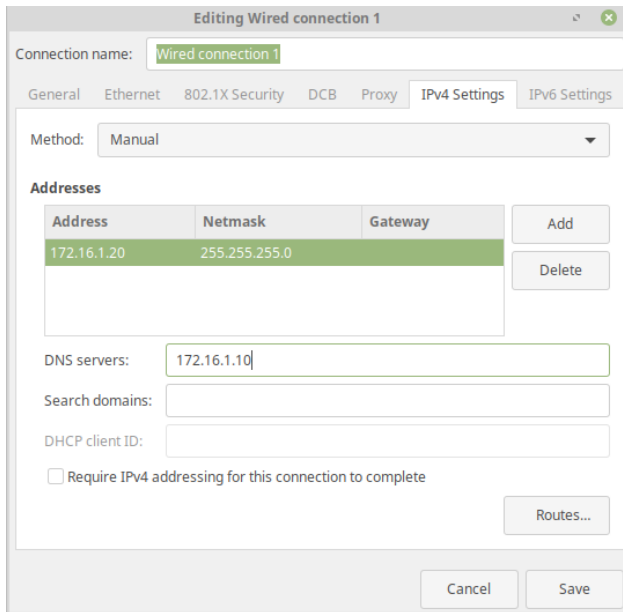 Editing Wired connection 1
Connection name: Wired connection 1
General Ethernet 802.1X Security DCB Proxy IPv4 Settings IPv6 Settings
Method: Manual
Addresses
Address Netmask Gateway
Add
172.16.1.20 255.255.255.0
Delete
DNS servers: 172.16.1.10
Search domains:
DHCP client ID:
Require IPv4 addressing for this connection to complete
Routes...
Cancel Save